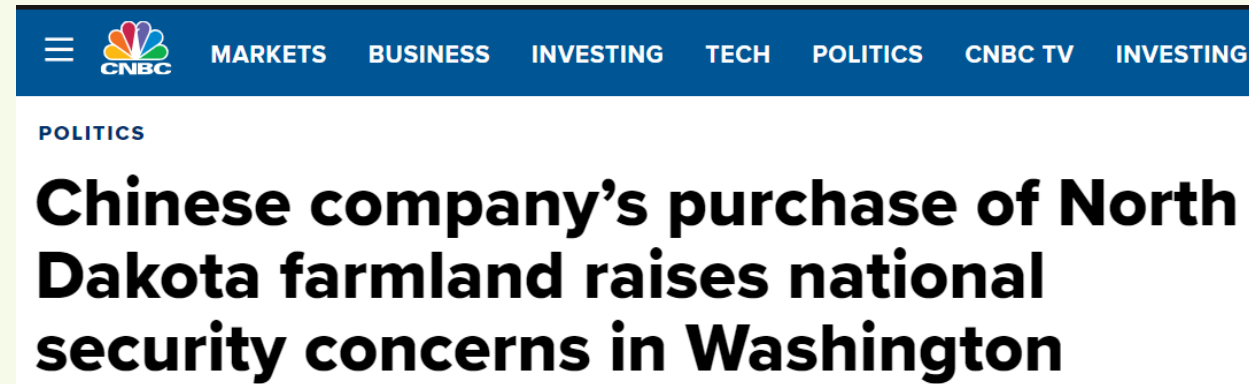 CNBC MARKETS BUSINESS INVESTING TECH POLITICS CNBC TV INVESTING
POLITICS
Chinese company’s purchase of North
Dakota farmland raises national
security concerns in Washington